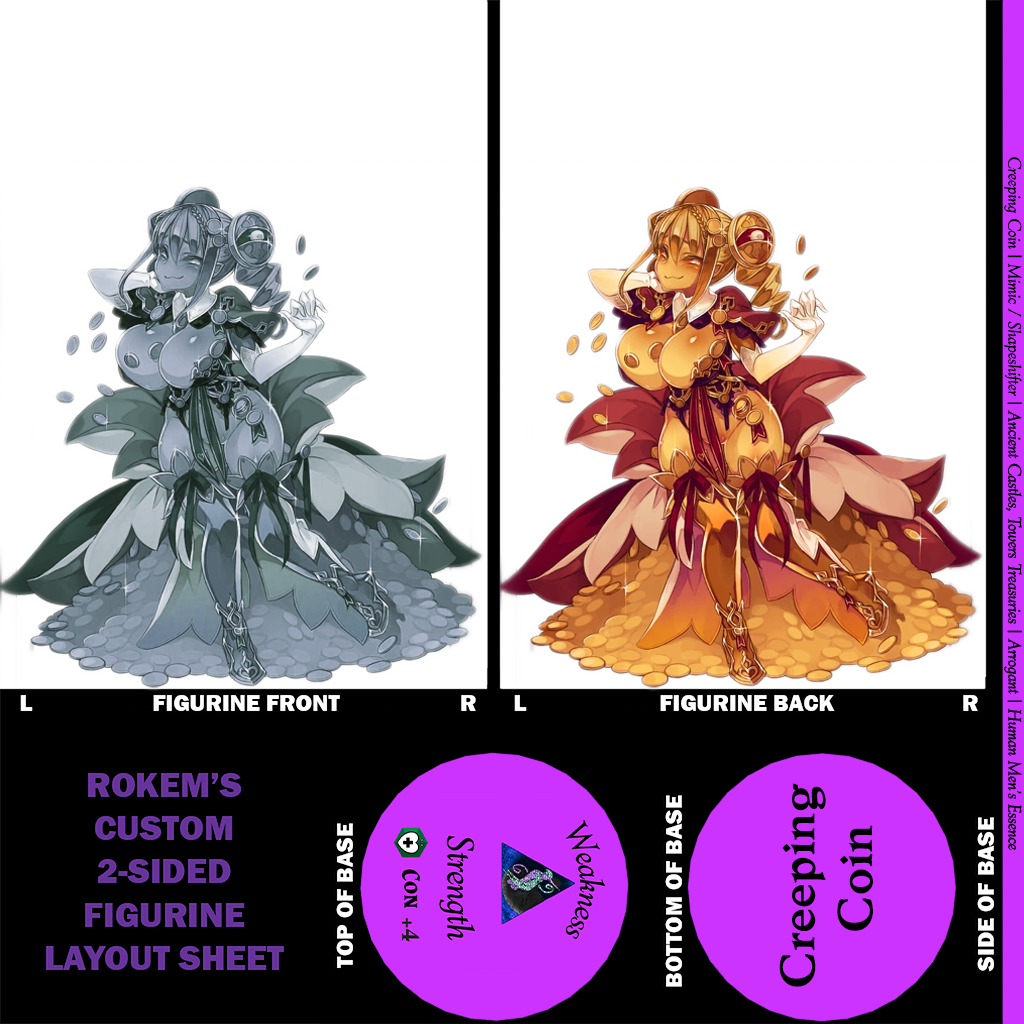 L
FIGURINE FRONT
R
L
FIGURINE BACK
R
ROKEM'S
CUSTOM
2-SIDED
FIGURINE
LAYOUT SHEET
TOP OF BASE
Weakness
Strength
CON +4
BOTTOM OF BASE
Creeping
Coin
SIDE OF BASE
Creeping Coin | Mimic / Shapeshifter | Ancient Castles, Towers Treasuries | Arrogant | Human Men's Essence